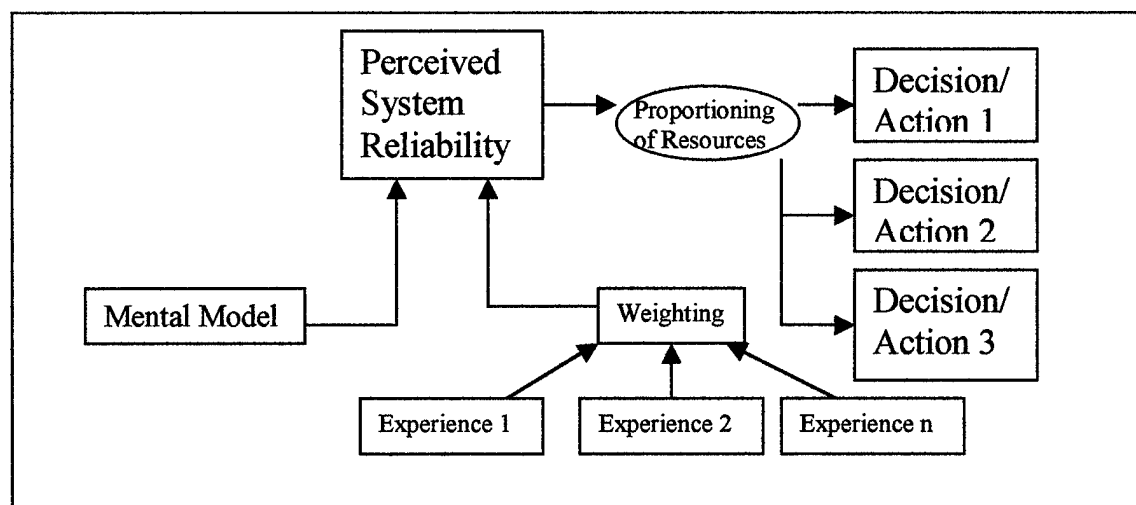 Perceived
System
Reliability
Proportioning
of Resources
Decision/
Action 1
Decision/
Action 2
Decision/
Action 3
Mental Model
Weighting
Experience 1
Experience 2
Experience n